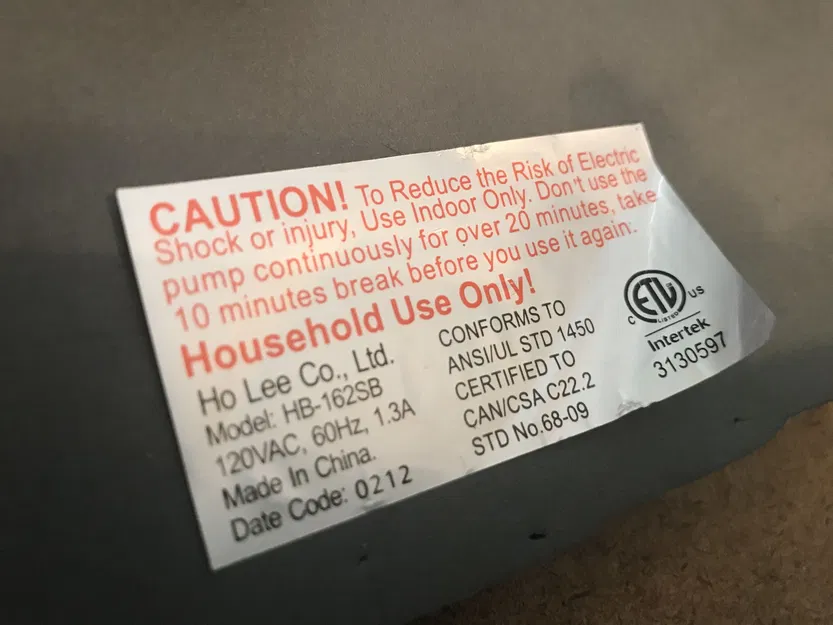 CAUTION! To Reduce the Risk of Electric
Shock or injury, Use Indoor Only. Don't use the
pump continuously for over 20 minutes, take
10 minutes break before you use it again.
Household Use Only!
Ho Lee Co., Ltd.
Model: HB-162SB
120VAC, 60Hz, 1.3A
Made In China.
Date Code: 0212
CONFORMS TO
ANSI/UL STD 1450
CERTIFIED TO
CAN/CSA C22.2
STD No.68-09
ETL
C US
LISTED
Intertek
3130597